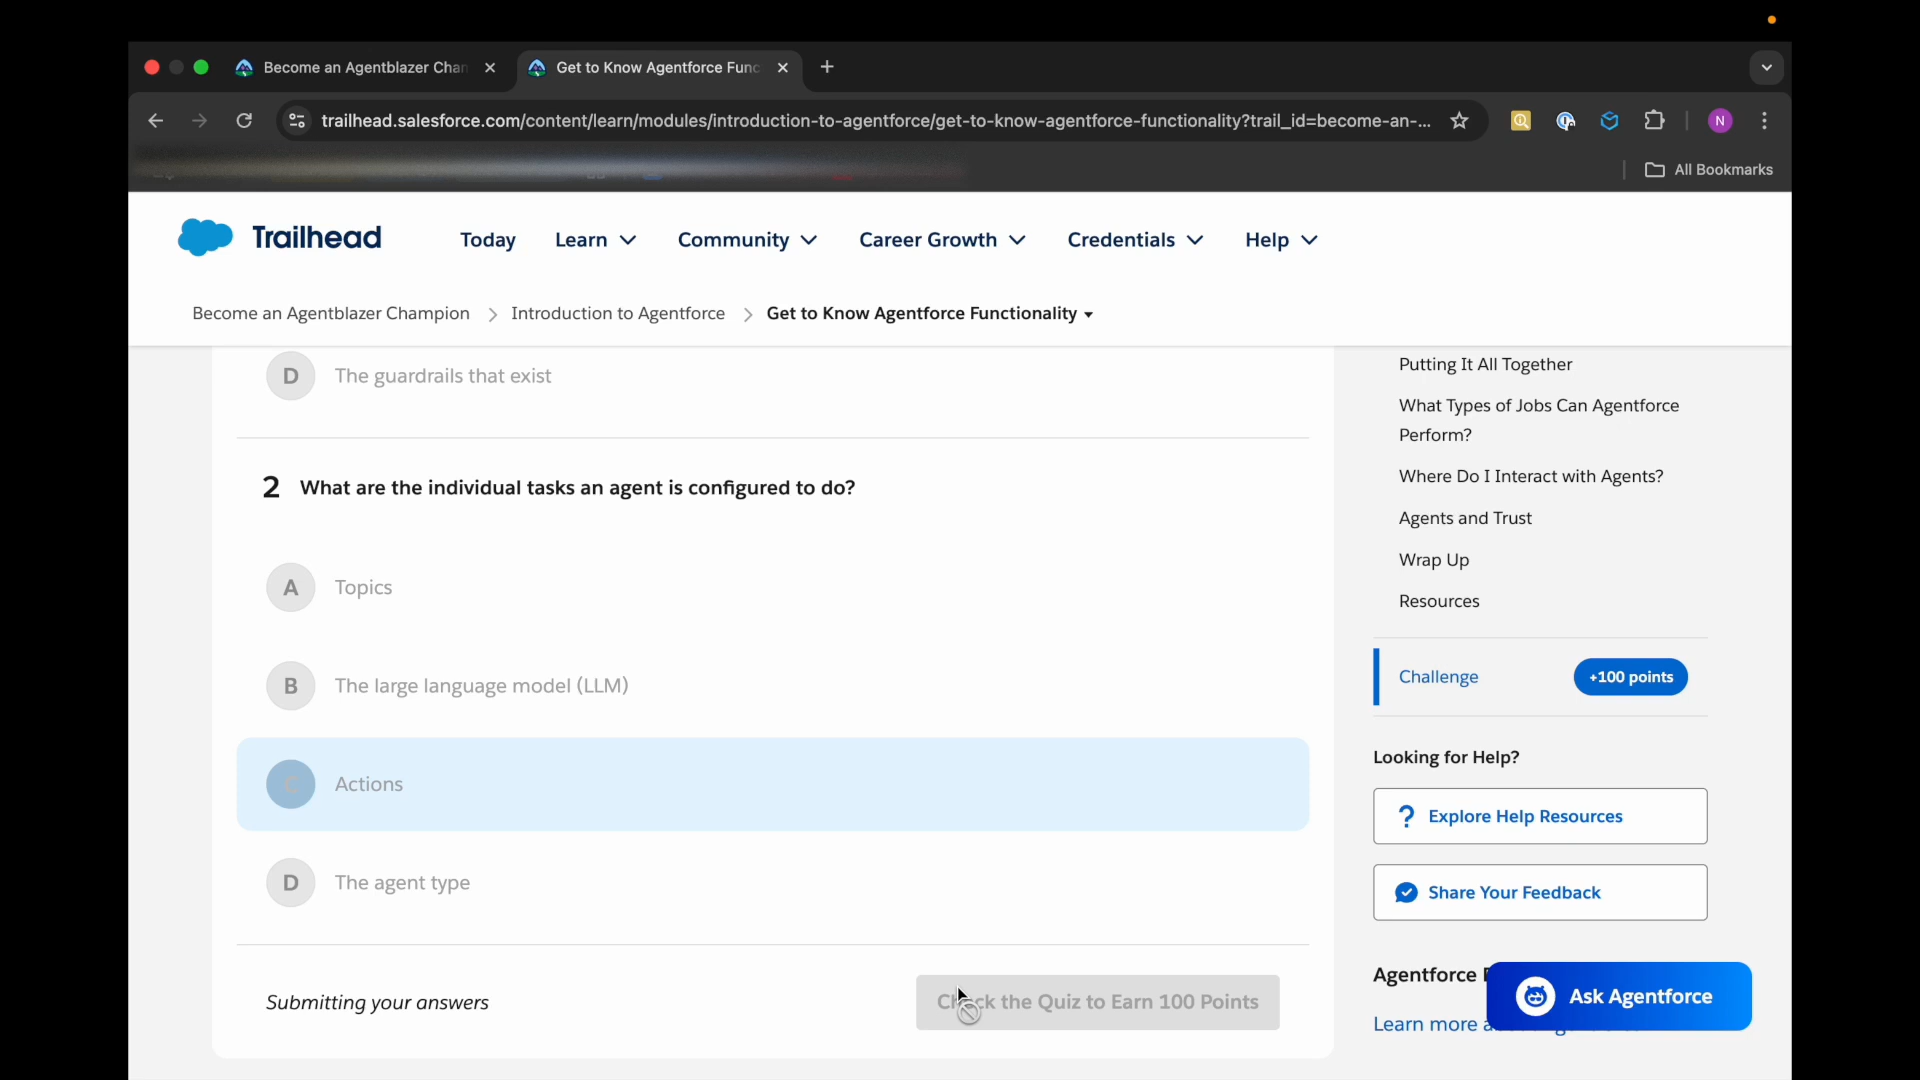 Become an Agentblazer Cha
Get to Know Agentforce Func
trailhead.salesforce.com/content/learn/modules/introduction-to-agentforce/get-to-know-agentforce-functionality?trail_id=become-an-...
N
All Bookmarks
Trailhead
Today
Learn
Community
Career Growth
Credentials
Help
Become an Agentblazer Champion
Introduction to Agentforce
Get to Know Agentforce Functionality
D The guardrails that exist
2 What are the individual tasks an agent is configured to do?
A Topics
B The large language model (LLM)
C Actions
D The agent type
Submitting your answers
Check the Quiz to Earn 100 Points
Putting It All Together
What Types of Jobs Can Agentforce
Perform?
Where Do I Interact with Agents?
Agents and Trust
Wrap Up
Resources
Challenge
+100 points
Looking for Help?
Explore Help Resources
Share Your Feedback
Agentforce
Ask Agentforce
Learn more